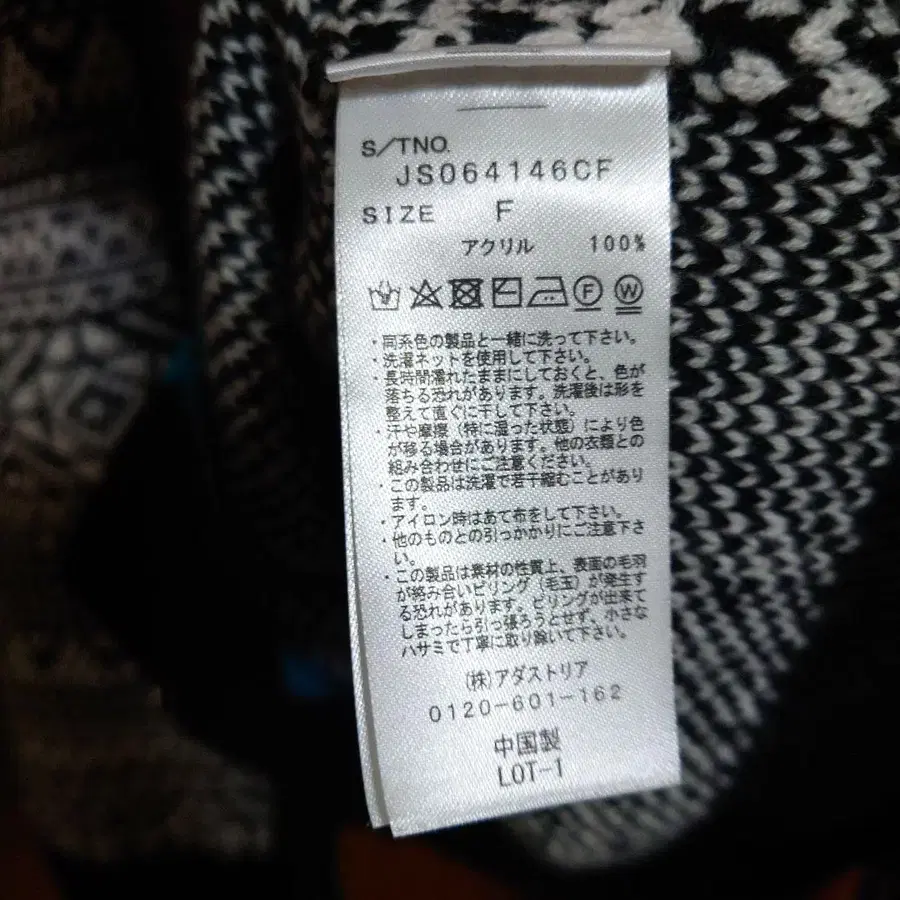 S/TNO.
JS064146CF
SIZE F
アクリル 100%
F W
・同系色の製品と一緒に洗って下さい。
・洗濯ネットを使用して下さい。
・長時間濡れたままにしておくと、色が
落ちる恐れがあります。洗濯後は形を
整えて直ぐに干して下さい。
・汗や摩擦（特に湿った状態）により色
が移る場合があります。他の衣類との
組み合わせにご注意ください。
・この製品は洗濯で若干縮むことがあり
ます。
・アイロン時はあて布をして下さい。
・他のものとの引っかかりにご注意下さ
い。
・この製品は素材の性質上、表面の毛羽
が絡み合いピリング（毛玉）が発生す
る恐れがあります。ピリングが出来て
しまったら引っ張ろうとせず、小さな
ハサミで丁寧に取り除いて下さい。
(株)アダストリア
0120-601-162
中国製
LOT-1